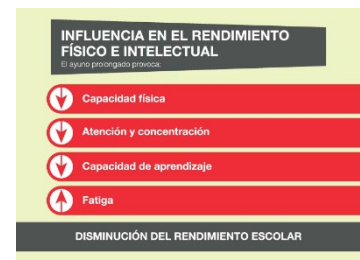 INFLUENCIA EN EL RENDIMIENTO
FÍSICO E INTELECTUAL
El ayuno prolongado provoca:
Capacidad física
Atención y concentración
Capacidad de aprendizaje
Fatiga
DISMINUCIÓN DEL RENDIMIENTO ESCOLAR